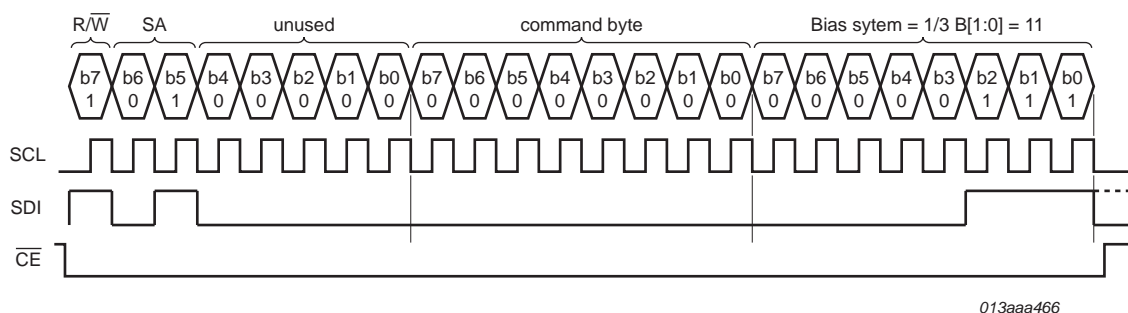 R/W SA unused command byte Bias sytem = 1/3 B[1:0] = 11
b7 b6 b5 b4 b3 b2 b1 b0 b7 b6 b5 b4 b3 b2 b1 b0 b7 b6 b5 b4 b3 b2 b1 b0
1 0 1 0 0 0 0 0 0 0 0 0 0 0 0 0 0 0 0 0 0 1 1 1
SCL
SDI
CE
013aaa466